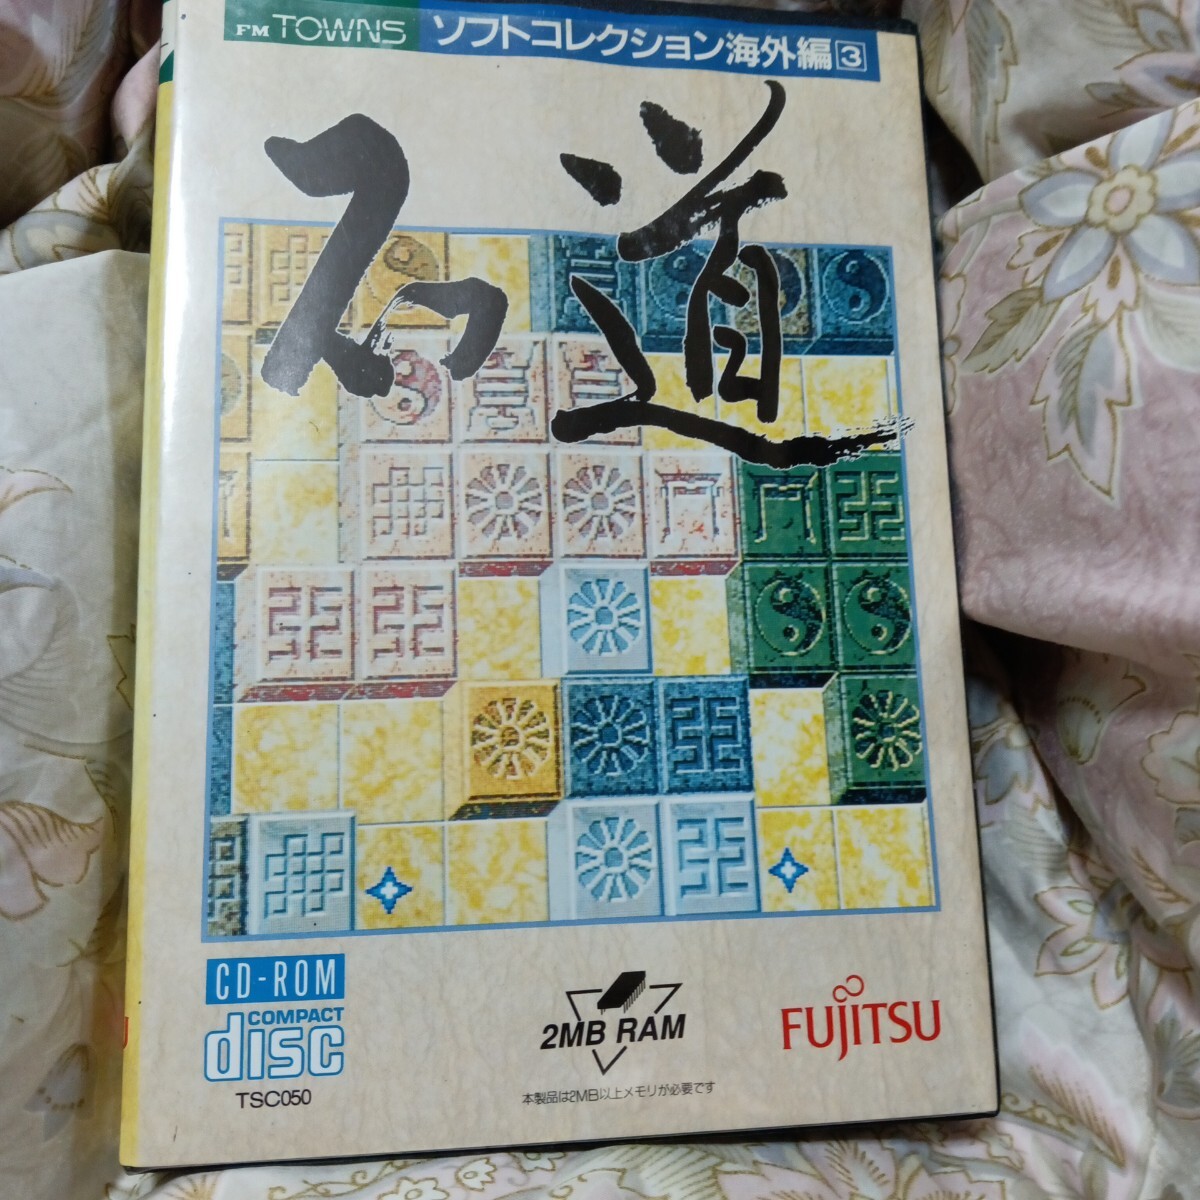 FM TOWNS
ソフトコレクション海外編3
石道
CD-ROM
COMPACT
disc
TSC050
2MB RAM
本製品は2MB以上メモリが必要です
FUJITSU